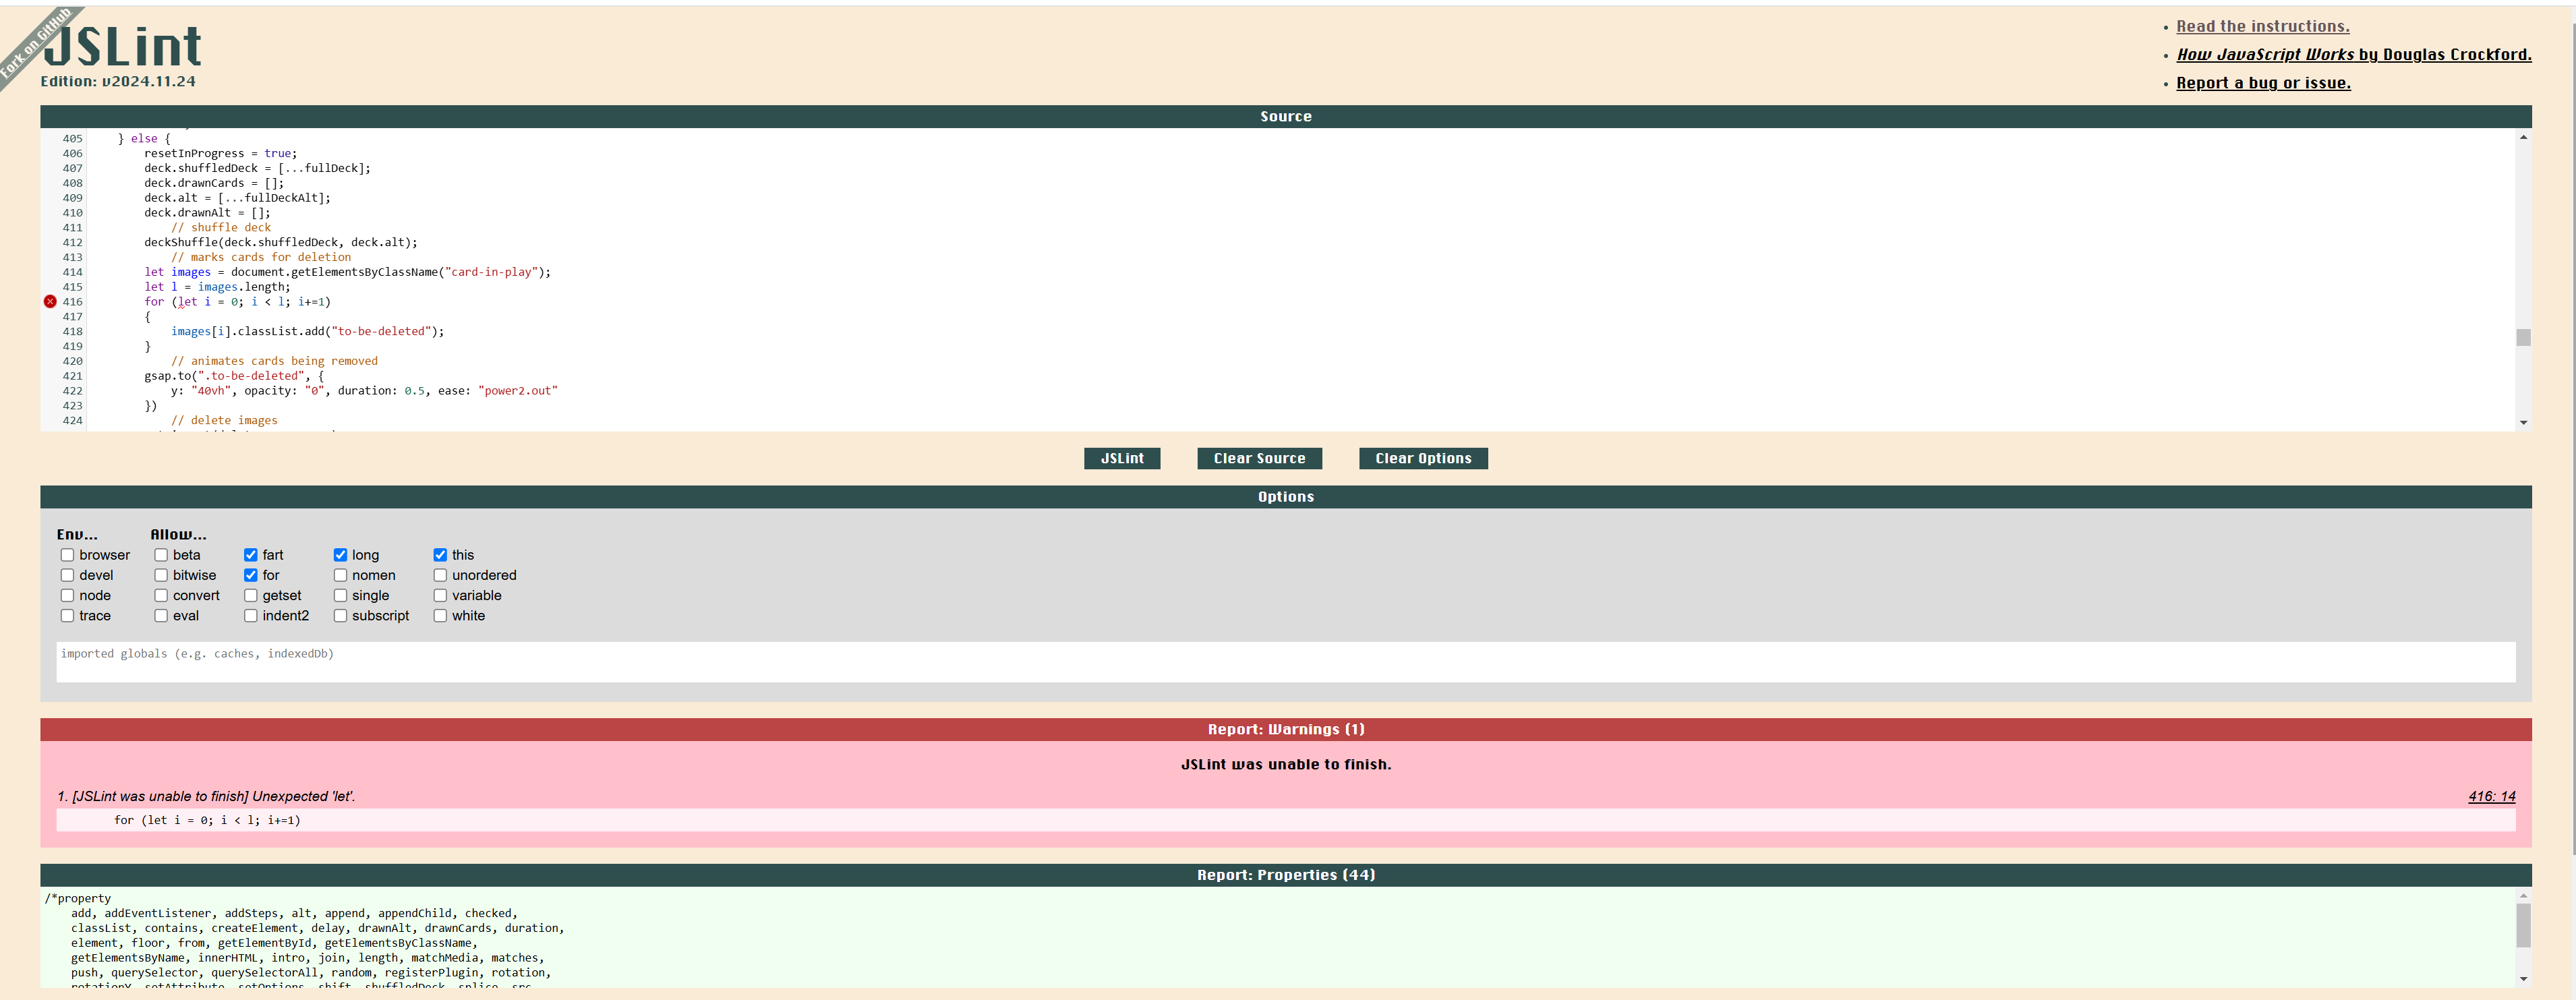 Fork on GitHub
JSLint
Edition: v2024.11.24
Read the instructions.
How JavaScript Works by Douglas Crockford.
Report a bug or issue.
Source
405 } else {
406 resetInProgress = true;
407 deck.shuffledDeck = [...fullDeck];
408 deck.drawnCards = [];
409 deck.alt = [...fullDeckAlt];
410 deck.drawnAlt = [];
411 // shuffle deck
412 deckShuffle(deck.shuffledDeck, deck.alt);
413 // marks cards for deletion
414 let images = document.getElementsByClassName("card-in-play");
415 let l = images.length;
416 for (let i = 0; i < l; i+=1)
417 {
418 images[i].classList.add("to-be-deleted");
419 }
420 // animates cards being removed
421 gsap.to(".to-be-deleted", {
422 y: "40vh", opacity: "0", duration: 0.5, ease: "power2.out"
423 })
424 // delete images
JSLint Clear Source Clear Options
Options
Env... Allow...
browser beta fart long this
devel bitwise for nomen unordered
node convert getset single variable
trace eval indent2 subscript white
imported globals (e.g. caches, indexedDb)
Report: Warnings (1)
JSLint was unable to finish.
1. [JSLint was unable to finish] Unexpected 'let'. 416: 14
for (let i = 0; i < l; i+=1)
Report: Properties (44)
/*property
add, addEventListener, addSteps, alt, append, appendChild, checked,
classList, contains, createElement, delay, drawnAlt, drawnCards, duration,
element, floor, from, getElementById, getElementsByClassName,
getElementsByName, innerHTML, intro, join, length, matchMedia, matches,
push, querySelector, querySelectorAll, random, registerPlugin, rotation,
rotationY, setAttribute, setOptions, shift, shuffledDeck, splice, src,